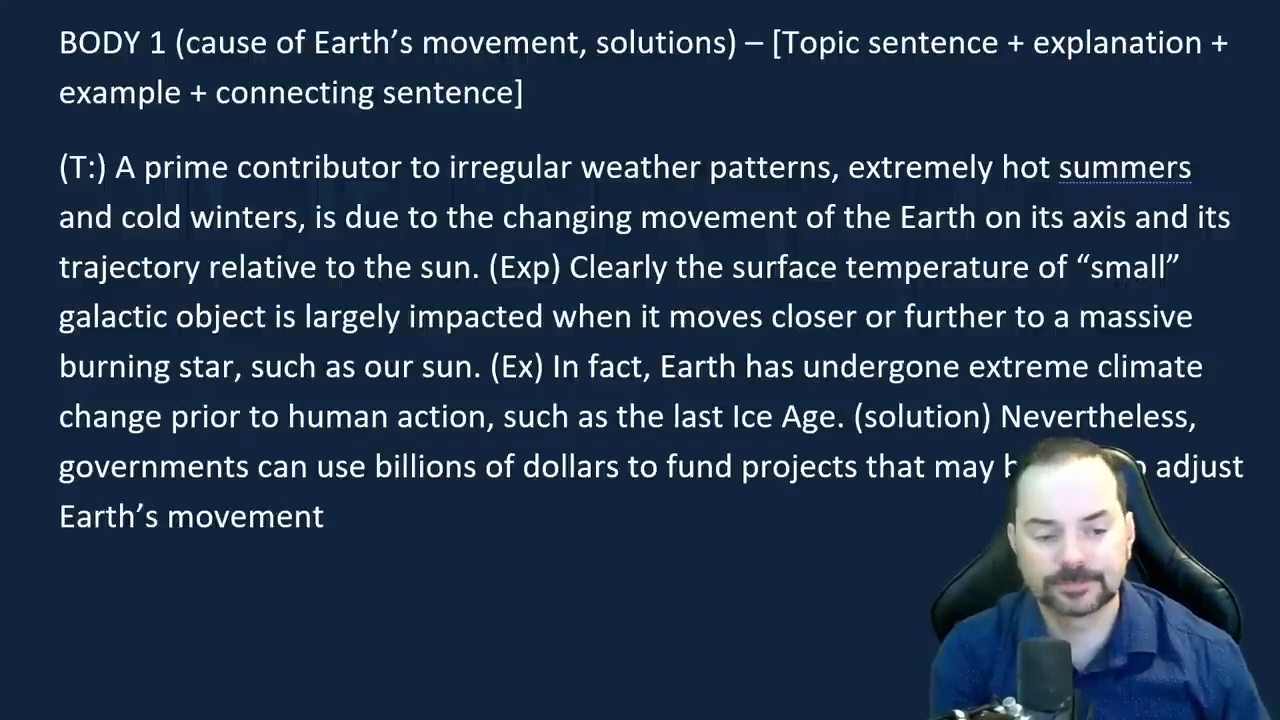 BODY 1 (cause of Earth’s movement, solutions) – [Topic sentence + explanation +
example + connecting sentence]
(T:) A prime contributor to irregular weather patterns, extremely hot summers
and cold winters, is due to the changing movement of the Earth on its axis and its
trajectory relative to the sun. (Exp) Clearly the surface temperature of “small”
galactic object is largely impacted when it moves closer or further to a massive
burning star, such as our sun. (Ex) In fact, Earth has undergone extreme climate
change prior to human action, such as the last Ice Age. (solution) Nevertheless,
governments can use billions of dollars to fund projects that may adjust
Earth’s movement